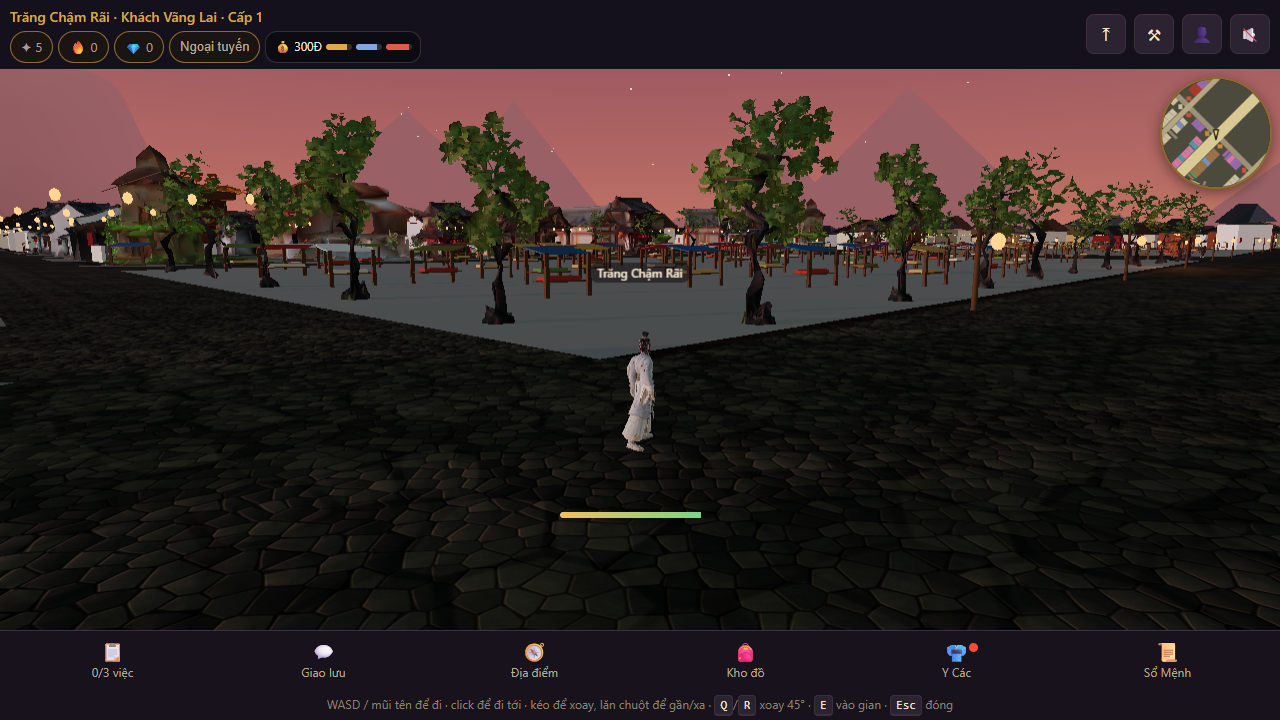 Trăng Chậm Rãi · Khách Vãng Lai · Cấp 1
5
0
0
Ngoại tuyến
300Đ
Trăng Chậm Rãi
0/3 việc
Giao lưu
Địa điểm
Kho đồ
Y Các
Sổ Mệnh
WASD / mũi tên để đi · click để đi tới · kéo để xoay, lăn chuột để gần/xa · Q / R xoay 45° · E vào gian · Esc đóng